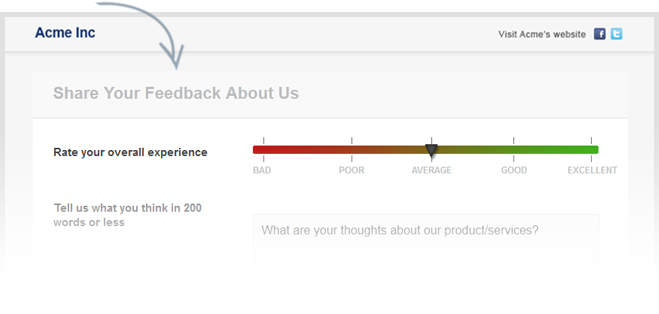 Acme Inc
Visit Acme's website
Share Your Feedback About Us
Rate your overall experience
BAD POOR AVERAGE GOOD EXCELLENT
Tell us what you think in 200
words or less
What are your thoughts about our product/services?